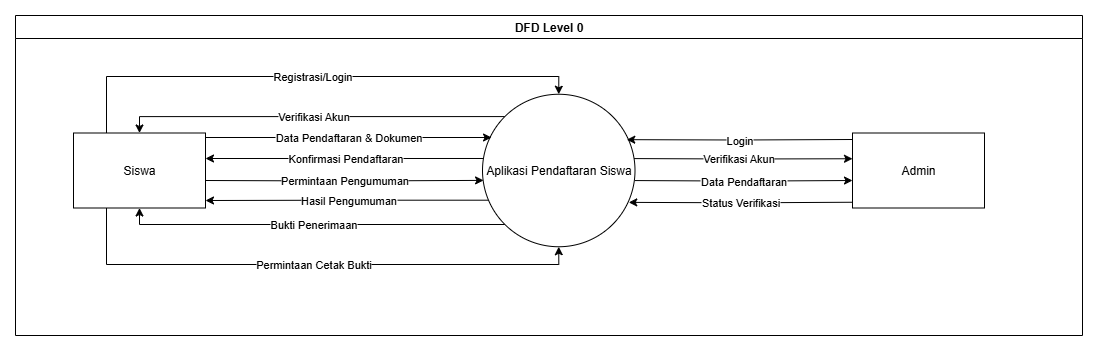 DFD Level 0
Registrasi/Login
Verifikasi Akun
Data Pendaftaran & Dokumen
Konfirmasi Pendaftaran
Permintaan Pengumuman
Hasil Pengumuman
Bukti Penerimaan
Permintaan Cetak Bukti
Siswa
Aplikasi Pendaftaran Siswa
Login
Verifikasi Akun
Data Pendaftaran
Status Verifikasi
Admin